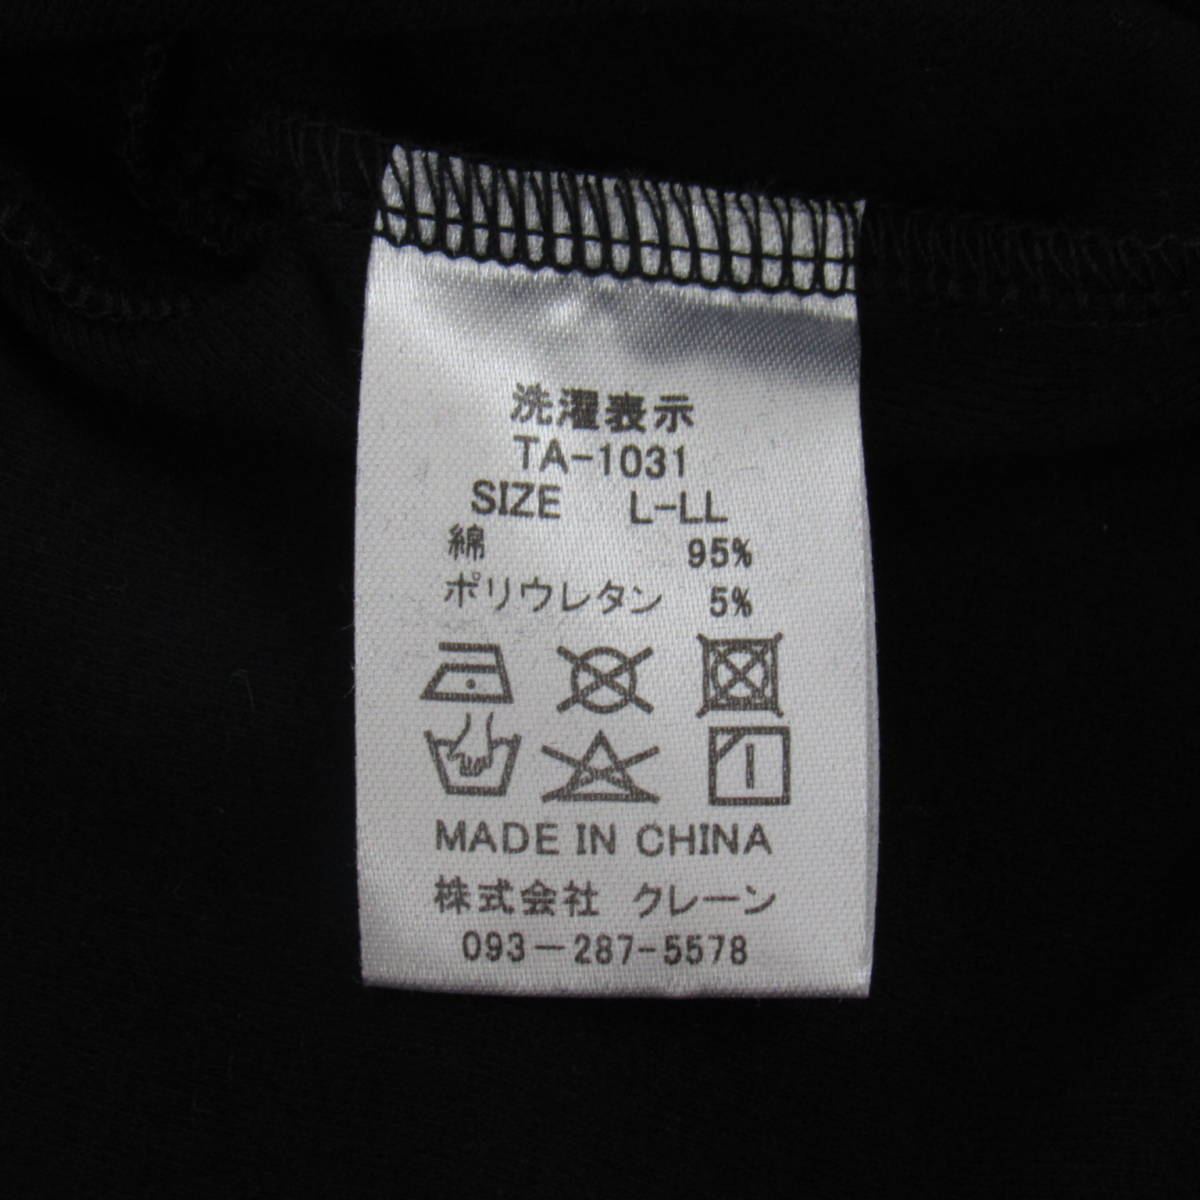 洗濯表示
TA-1031
SIZE L-LL
綿 95%
ポリウレタン 5%
MADE IN CHINA
株式会社 クレーン
093-287-5578